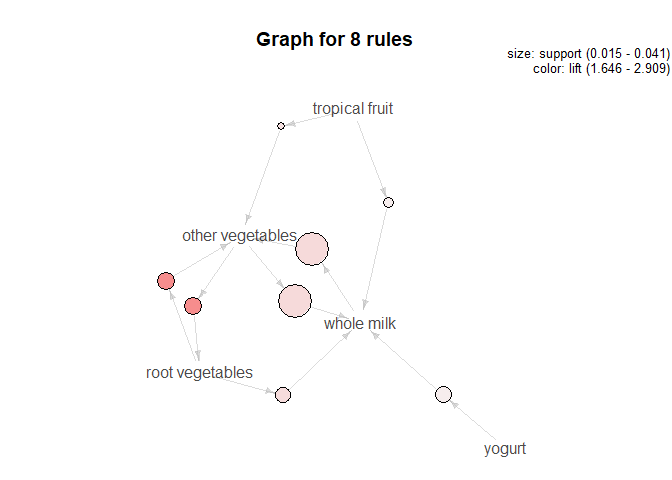 Graph for 8 rules
size: support (0.015 - 0.041)
color: lift (1.646 - 2.909)
tropical fruit
other vegetables
whole milk
root vegetables
yogurt